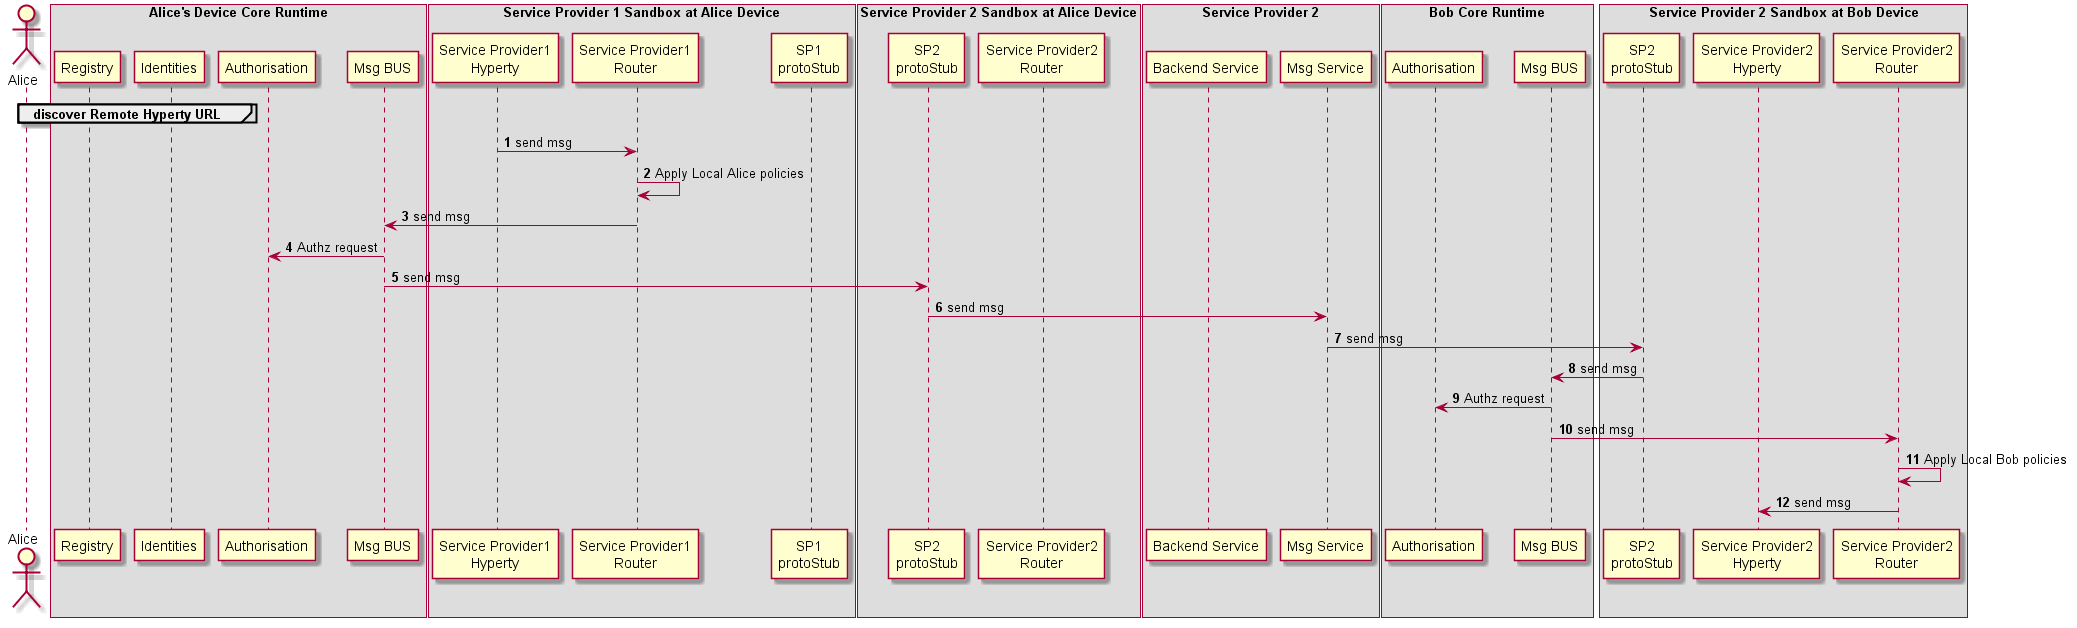 Alice's Device Core Runtime
Service Provider 1 Sandbox at Alice Device
Service Provider 2 Sandbox at Alice Device
Service Provider 2
Bob Core Runtime
Service Provider 2 Sandbox at Bob Device
Alice
Registry
Identities
Authorisation
Msg BUS
Service Provider1
Hyperty
Service Provider1
Router
SP1
protoStub
SP2
protoStub
Service Provider2
Router
Backend Service
Msg Service
Authorisation
Msg BUS
SP2
protoStub
Service Provider2
Hyperty
Service Provider2
Router
discover Remote Hyperty URL
1 send msg
2 Apply Local Alice policies
3 send msg
4 Authz request
5 send msg
6 send msg
7 send msg
8 send msg
9 Authz request
10 send msg
11 Apply Local Bob policies
12 send msg
Alice
Registry
Identities
Authorisation
Msg BUS
Service Provider1
Hyperty
Service Provider1
Router
SP1
protoStub
SP2
protoStub
Service Provider2
Router
Backend Service
Msg Service
Authorisation
Msg BUS
SP2
protoStub
Service Provider2
Hyperty
Service Provider2
Router